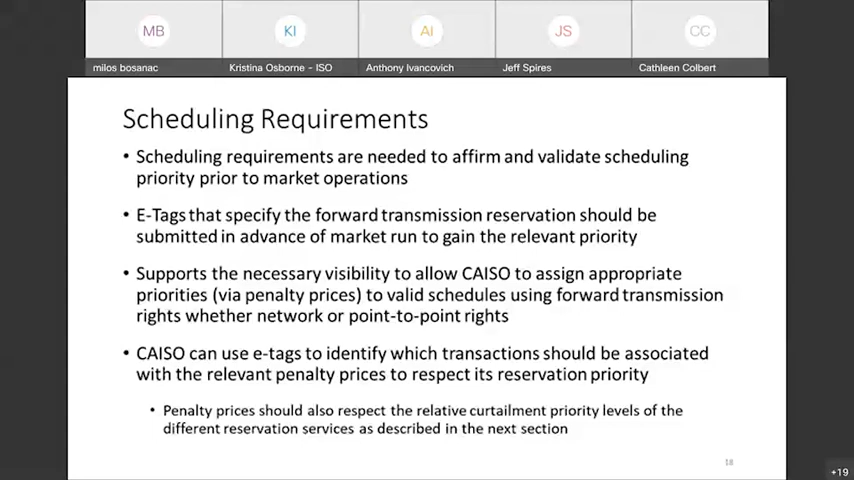 MB
KI
AI
JS
CC
milos bosanac
Kristina Osborne - ISO
Anthony Ivancovich
Jeff Spires
Cathleen Colbert
Scheduling Requirements
• Scheduling requirements are needed to affirm and validate scheduling
priority prior to market operations
• E-Tags that specify the forward transmission reservation should be
submitted in advance of market run to gain the relevant priority
• Supports the necessary visibility to allow CAISO to assign appropriate
priorities (via penalty prices) to valid schedules using forward transmission
rights whether network or point-to-point rights
• CAISO can use e-tags to identify which transactions should be associated
with the relevant penalty prices to respect its reservation priority
• Penalty prices should also respect the relative curtailment priority levels of the
different reservation services as described in the next section
18
+19